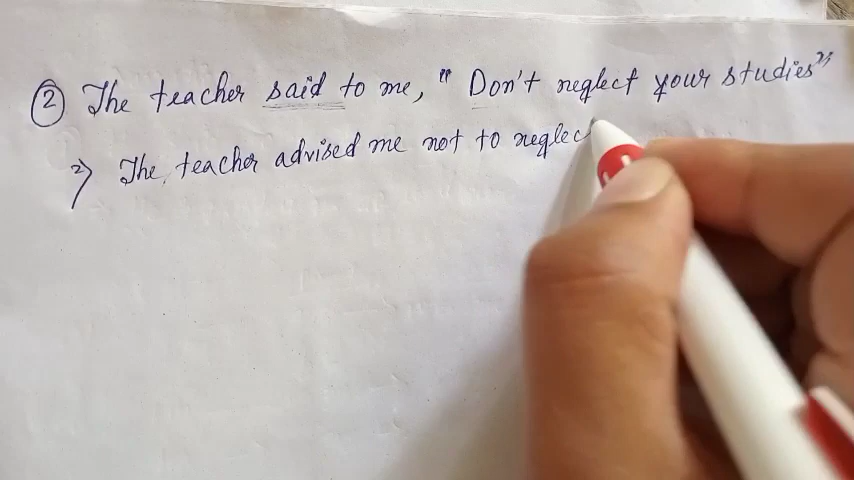 ② The teacher said to me, "Don't neglect your studies"
⇒ The teacher advised me not to neglec